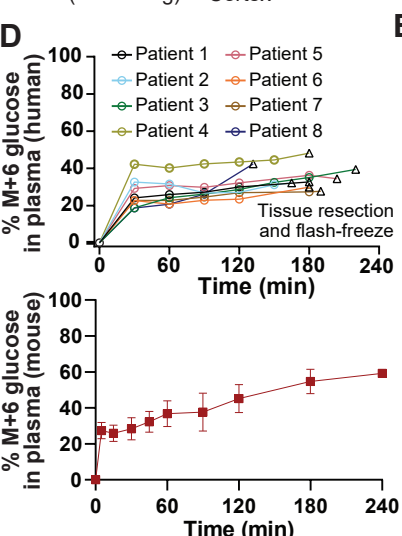 D
% M+6 glucose
in plasma (human)
100
80
60
40
20
0
Patient 1
Patient 2
Patient 3
Patient 4
Patient 5
Patient 6
Patient 7
Patient 8
Tissue resection
and flash-freeze
0 60 120 180 240
Time (min)
% M+6 glucose
in plasma (mouse)
100
80
60
40
20
0
0 60 120 180 240
Time (min)